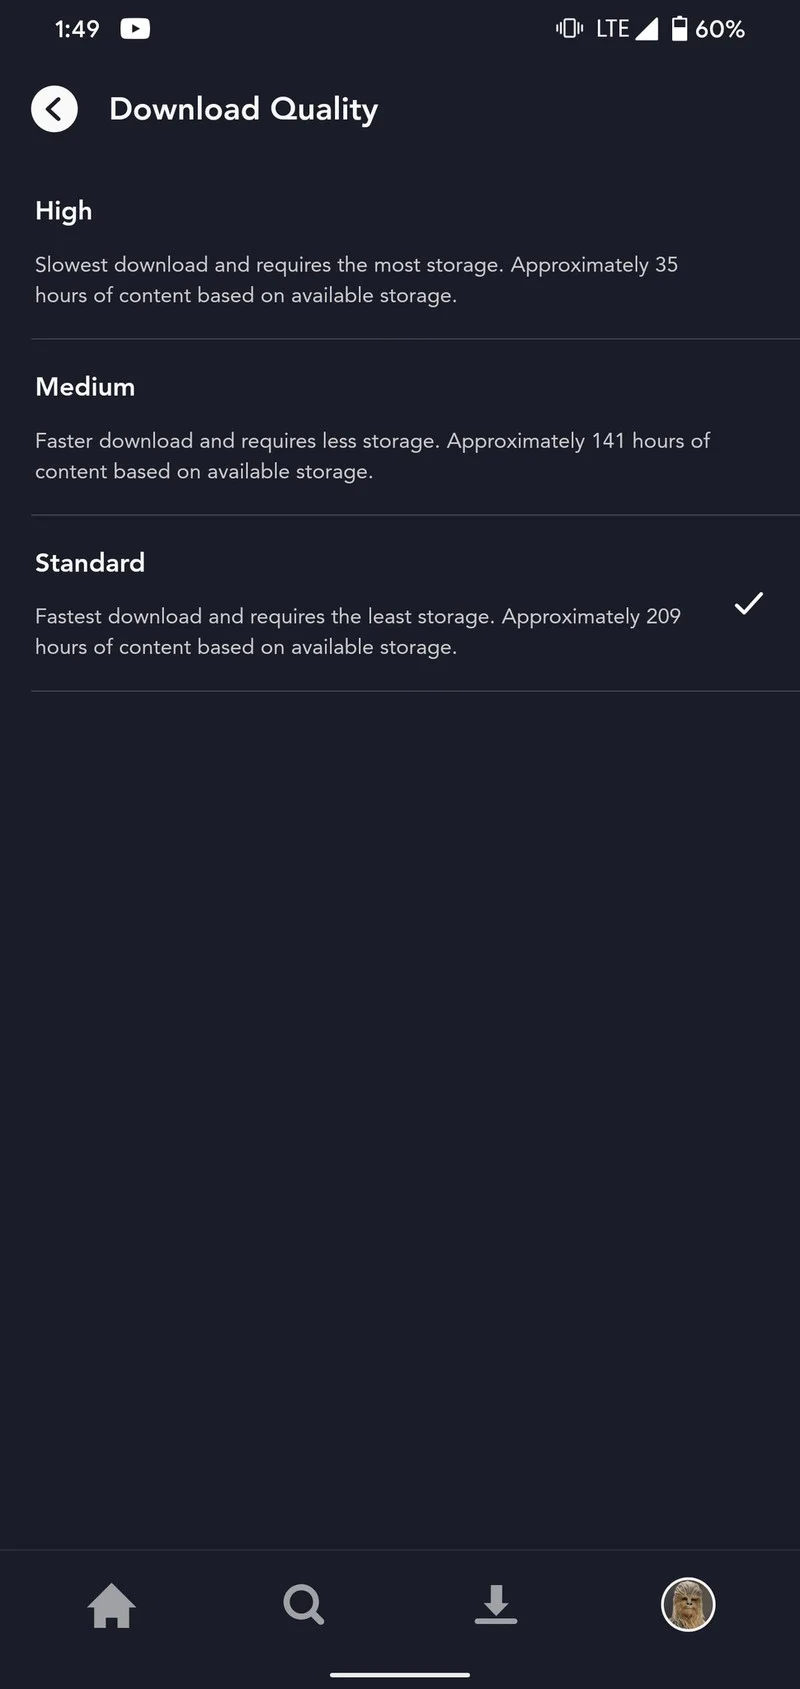 1:49 LTE 60%
Download Quality
High
Slowest download and requires the most storage. Approximately 35
hours of content based on available storage.
Medium
Faster download and requires less storage. Approximately 141 hours of
content based on available storage.
Standard
Fastest download and requires the least storage. Approximately 209
hours of content based on available storage.